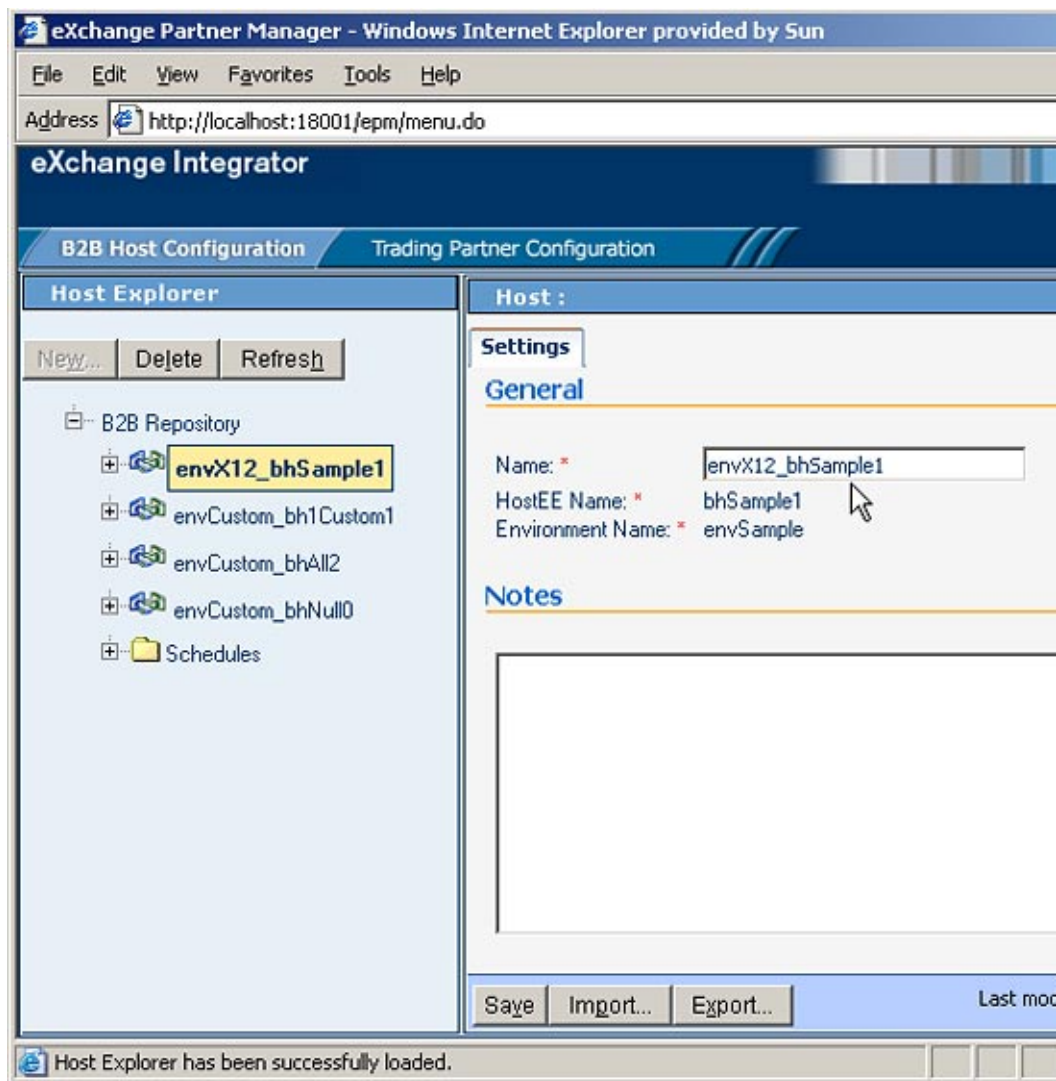 eXchange Partner Manager - Windows Internet Explorer provided by Sun
File Edit View Favorites Tools Help
Address http://localhost:18001/epm/menu.do
eXchange Integrator
B2B Host Configuration Trading Partner Configuration
Host Explorer
New... Delete Refresh
B2B Repository
envX12_bhSample1
envCustom_bh1Custom1
envCustom_bhAll2
envCustom_bhNull0
Schedules
Host :
Settings
General
Name: * envX12_bhSample1
HostEE Name: * bhSample1
Environment Name: * envSample
Notes
Save Import... Export... Last mod
Host Explorer has been successfully loaded.